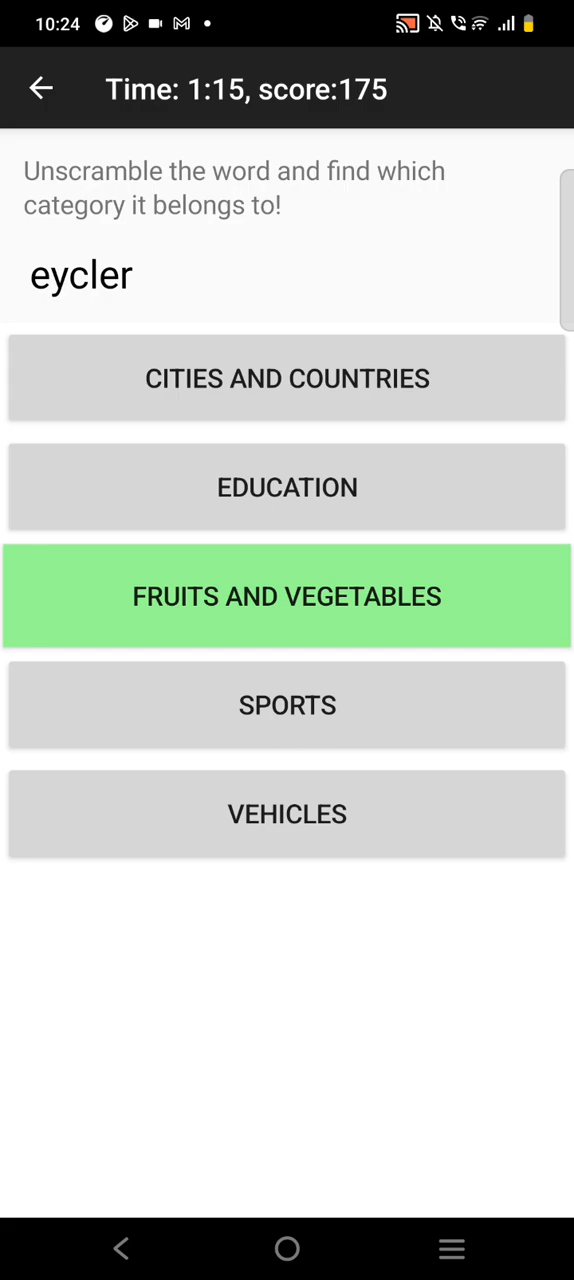 10:24
Time: 1:15, score:175
Unscramble the word and find which
category it belongs to!
eycler
CITIES AND COUNTRIES
EDUCATION
FRUITS AND VEGETABLES
SPORTS
VEHICLES